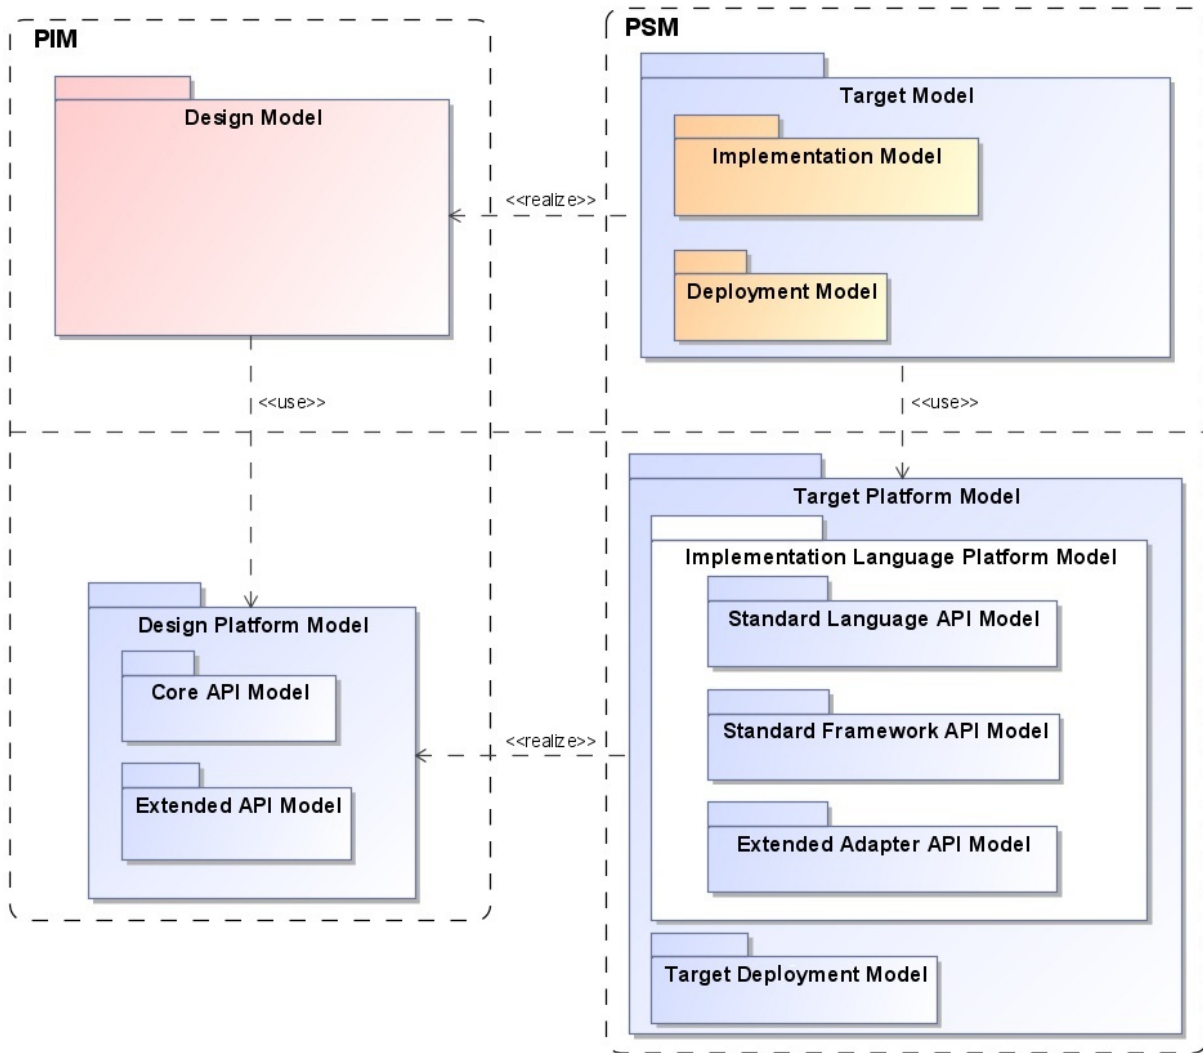 PIM
PSM
Design Model
Target Model
Implementation Model
<<realize>>
Deployment Model
<<use>>
<<use>>
Target Platform Model
Implementation Language Platform Model
Standard Language API Model
Design Platform Model
Core API Model
Standard Framework API Model
<<realize>>
Extended API Model
Extended Adapter API Model
Target Deployment Model